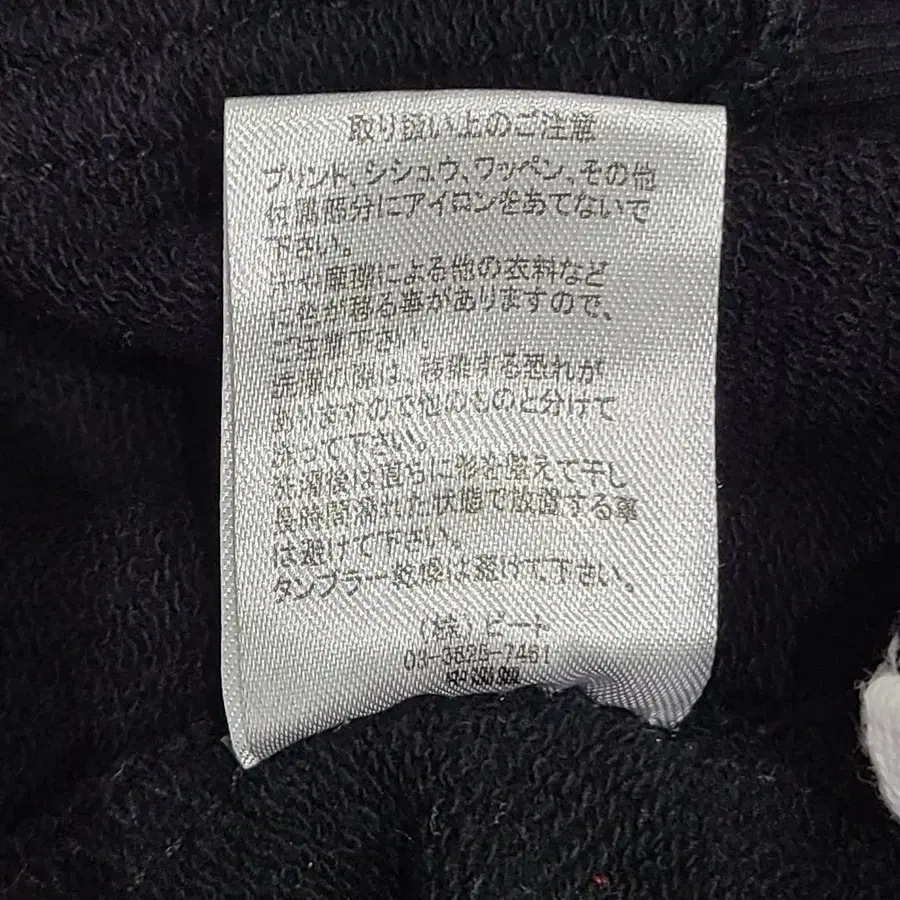 取り扱い上のご注意
プリント、シシュウ、ワッペン、その他
付属部分にアイロンをあてないで
下さい。
摩擦による他の衣料など
に色が移る事がありますので、
ご注意下さい。
洗濯の際は、移染する恐れが
ありますので他のものと分けて
洗って下さい。
洗濯後は直ちに形を整えて干し
長時間濡れた状態で放置する事
は避けて下さい。
タンブラー乾燥は避けて下さい。
(株)ビート
中国製